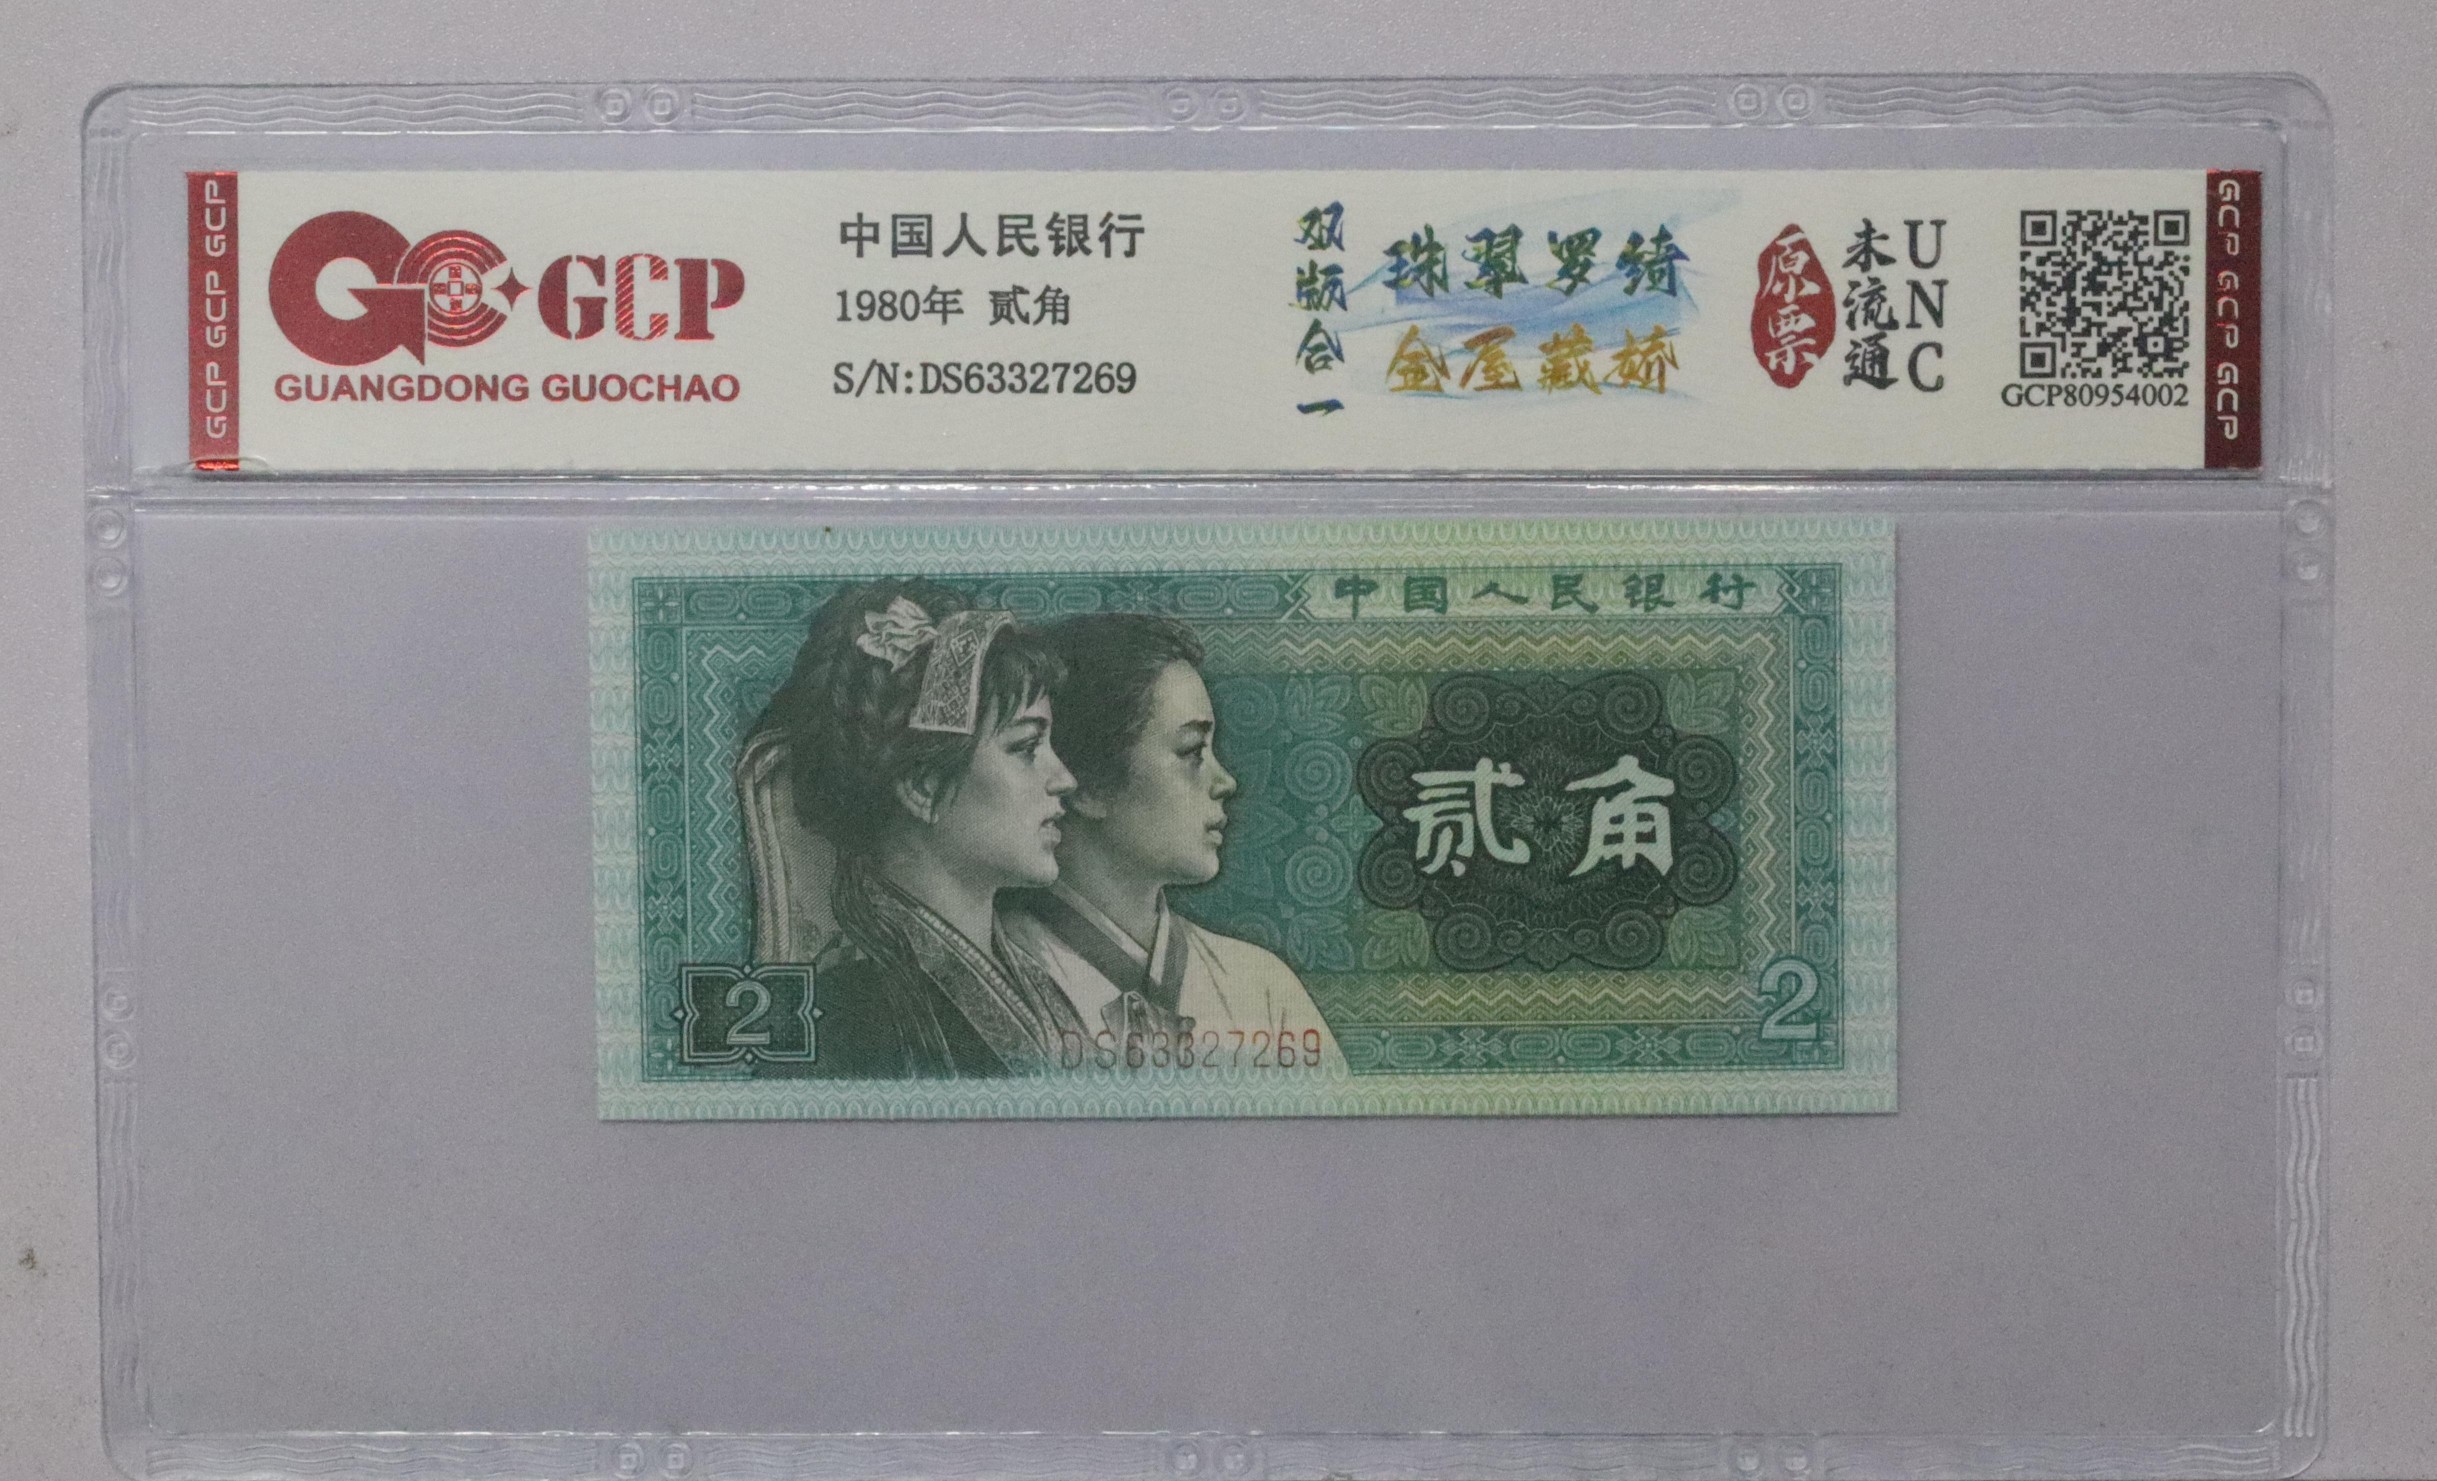 GCP GCP GCP
GCP
GUANGDONG GUOCHAO
中国人民银行
1980年 贰角
S/N:DS63327269
双版合一
珠翠罗绮
金屋藏娇
原票
未流通
UNC
GCP80954002
GCP GCP GCP
中国人民银行
贰角
2
2
DS63327269